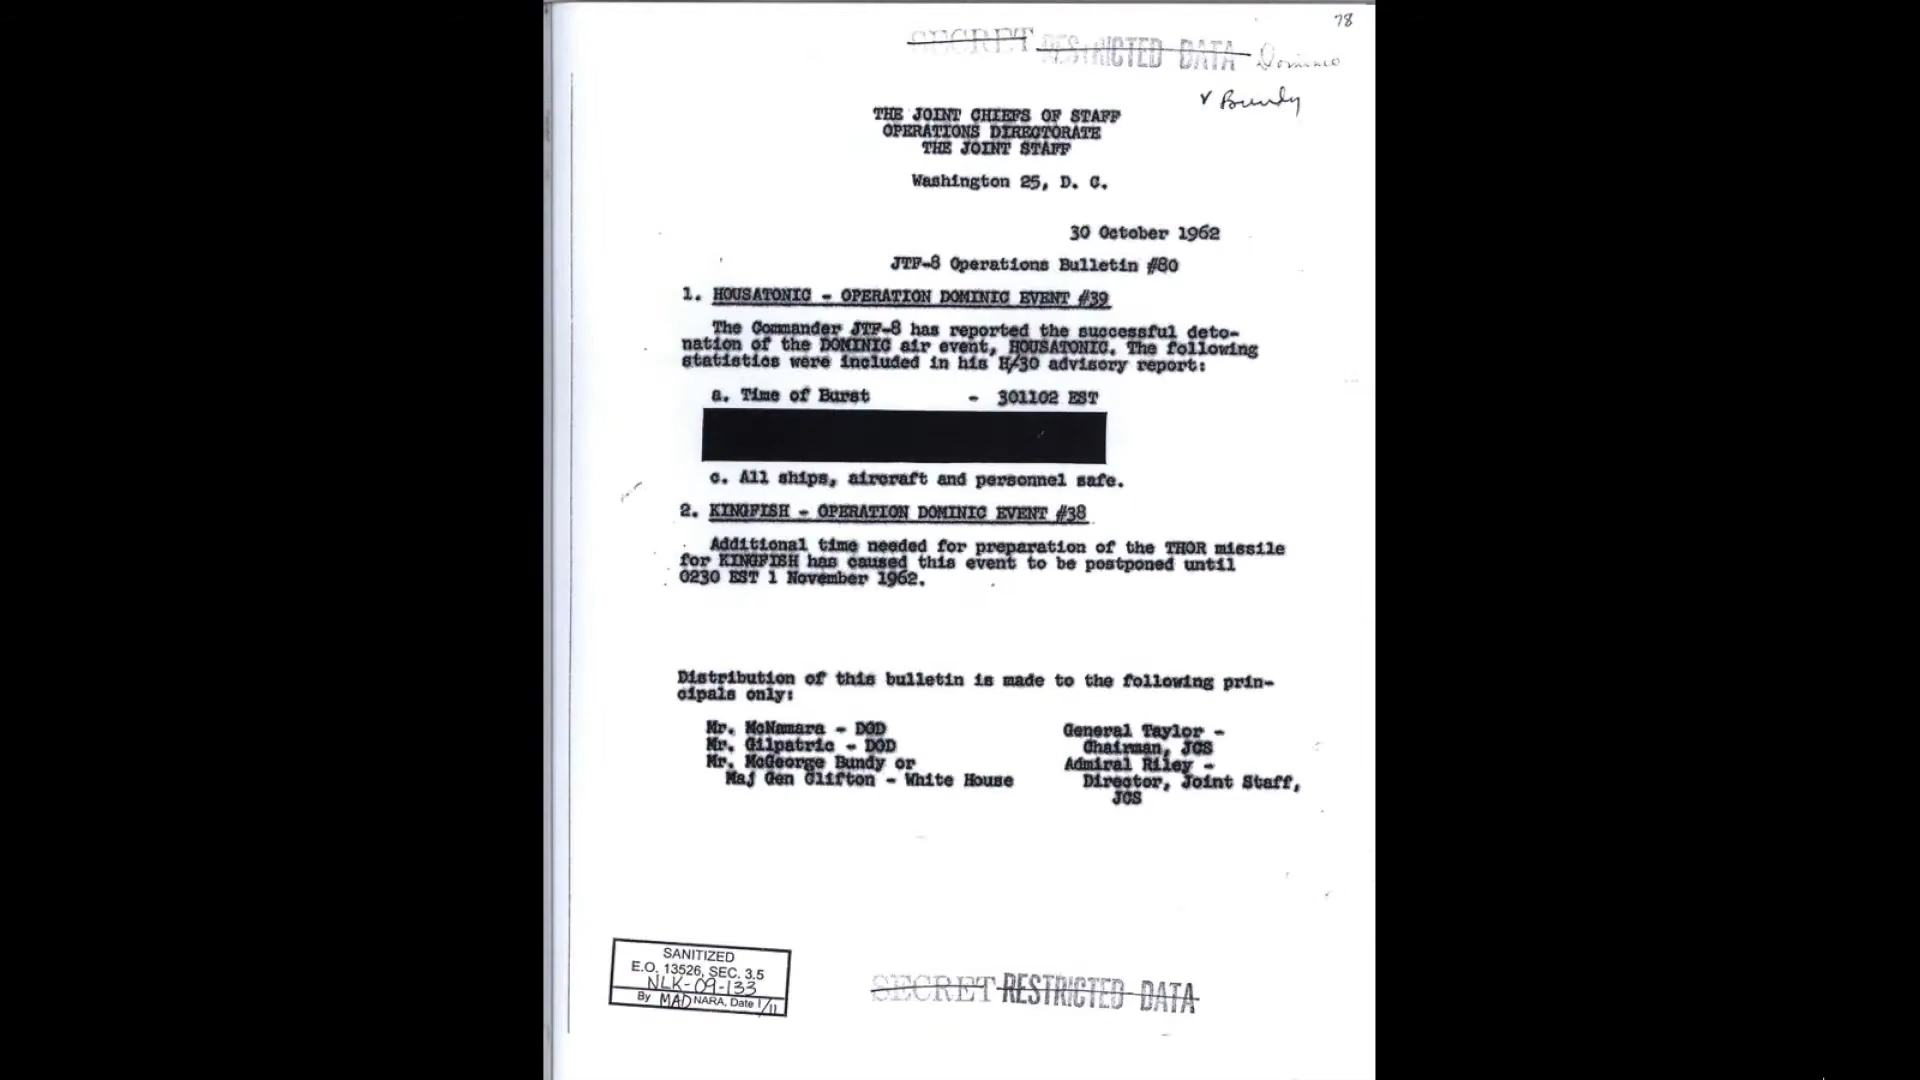 78
SECRET RESTRICTED DATA Dominic
v Bundy
THE JOINT CHIEFS OF STAFF
OPERATIONS DIRECTORATE
THE JOINT STAFF
Washington 25, D. C.
30 October 1962
JTF-8 Operations Bulletin #80
1. HOUSATONIC - OPERATION DOMINIC EVENT #39
The Commander JTF-8 has reported the successful deto-
nation of the DOMINIC air event, HOUSATONIC. The following
statistics were included in his H/30 advisory report:
a. Time of Burst - 301102 EST
c. All ships, aircraft and personnel safe.
2. KINGFISH - OPERATION DOMINIC EVENT #38
Additional time needed for preparation of the THOR missile
for KINGFISH has caused this event to be postponed until
0230 EST 1 November 1962.
Distribution of this bulletin is made to the following prin-
cipals only:
Mr. McNamara - DOD
Mr. Gilpatric - DOD
Mr. McGeorge Bundy or
Maj Gen Clifton - White House
General Taylor -
Chairman, JCS
Admiral Riley -
Director, Joint Staff,
JCS
SANITIZED
E.O. 13526, SEC. 3.5
NLK-09-133
By MAD NARA, Date 1/11
SECRET RESTRICTED DATA